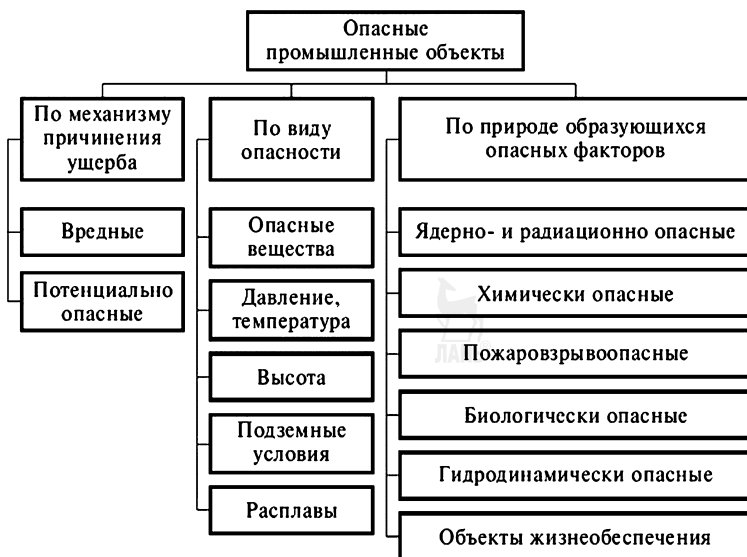 Опасные
промышленные объекты
По механизму
причинения
ущерба
Вредные
Потенциально
опасные
По виду
опасности
Опасные
вещества
Давление,
температура
Высота
Подземные
условия
Расплавы
По природе образующихся
опасных факторов
Ядерно- и радиационно опасные
Химически опасные
Пожаровзрывоопасные
Биологически опасные
Гидродинамически опасные
Объекты жизнеобеспечения